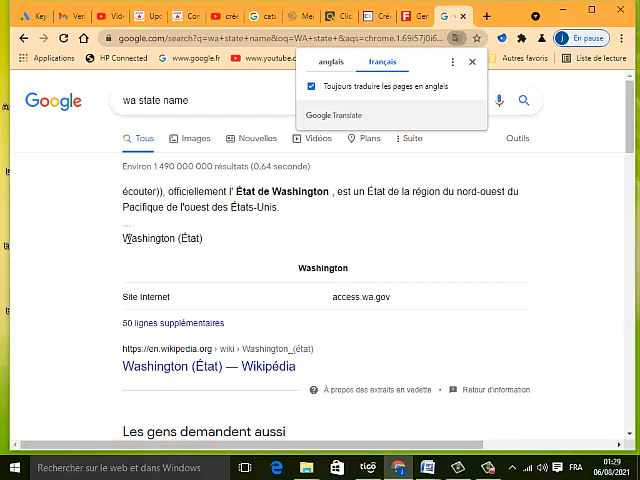 Key
Vid
Upc
Con
cré
cat
Mei
Clic
Cré
Ger
En pause
google.com/search?q=wa+state+name&oq=WA+state+&aqs=chrome.1.69i57j0i6...
Applications
HP Connected
www.google.fr
www.youtube.c
Autres favoris
Liste de lecture
anglais
français
Toujours traduire les pages en anglais
Google Translate
Google
wa state name
Tous
Images
Nouvelles
Vidéos
Plans
Suite
Outils
Environ 1 490 000 000 résultats (0,64 seconde)
écouter)), officiellement l' État de Washington , est un État de la région du nord-ouest du
Pacifique de l'ouest des États-Unis.
...
Washington (État)
Washington
Site Internet access.wa.gov
50 lignes supplémentaires
https://en.wikipedia.org › wiki › Washington_(état)
Washington (État) — Wikipédia
À propos des extraits en vedette • Retour d'information
Les gens demandent aussi
Rechercher sur le web et dans Windows
tigo
FRA
01:29
06/08/2021